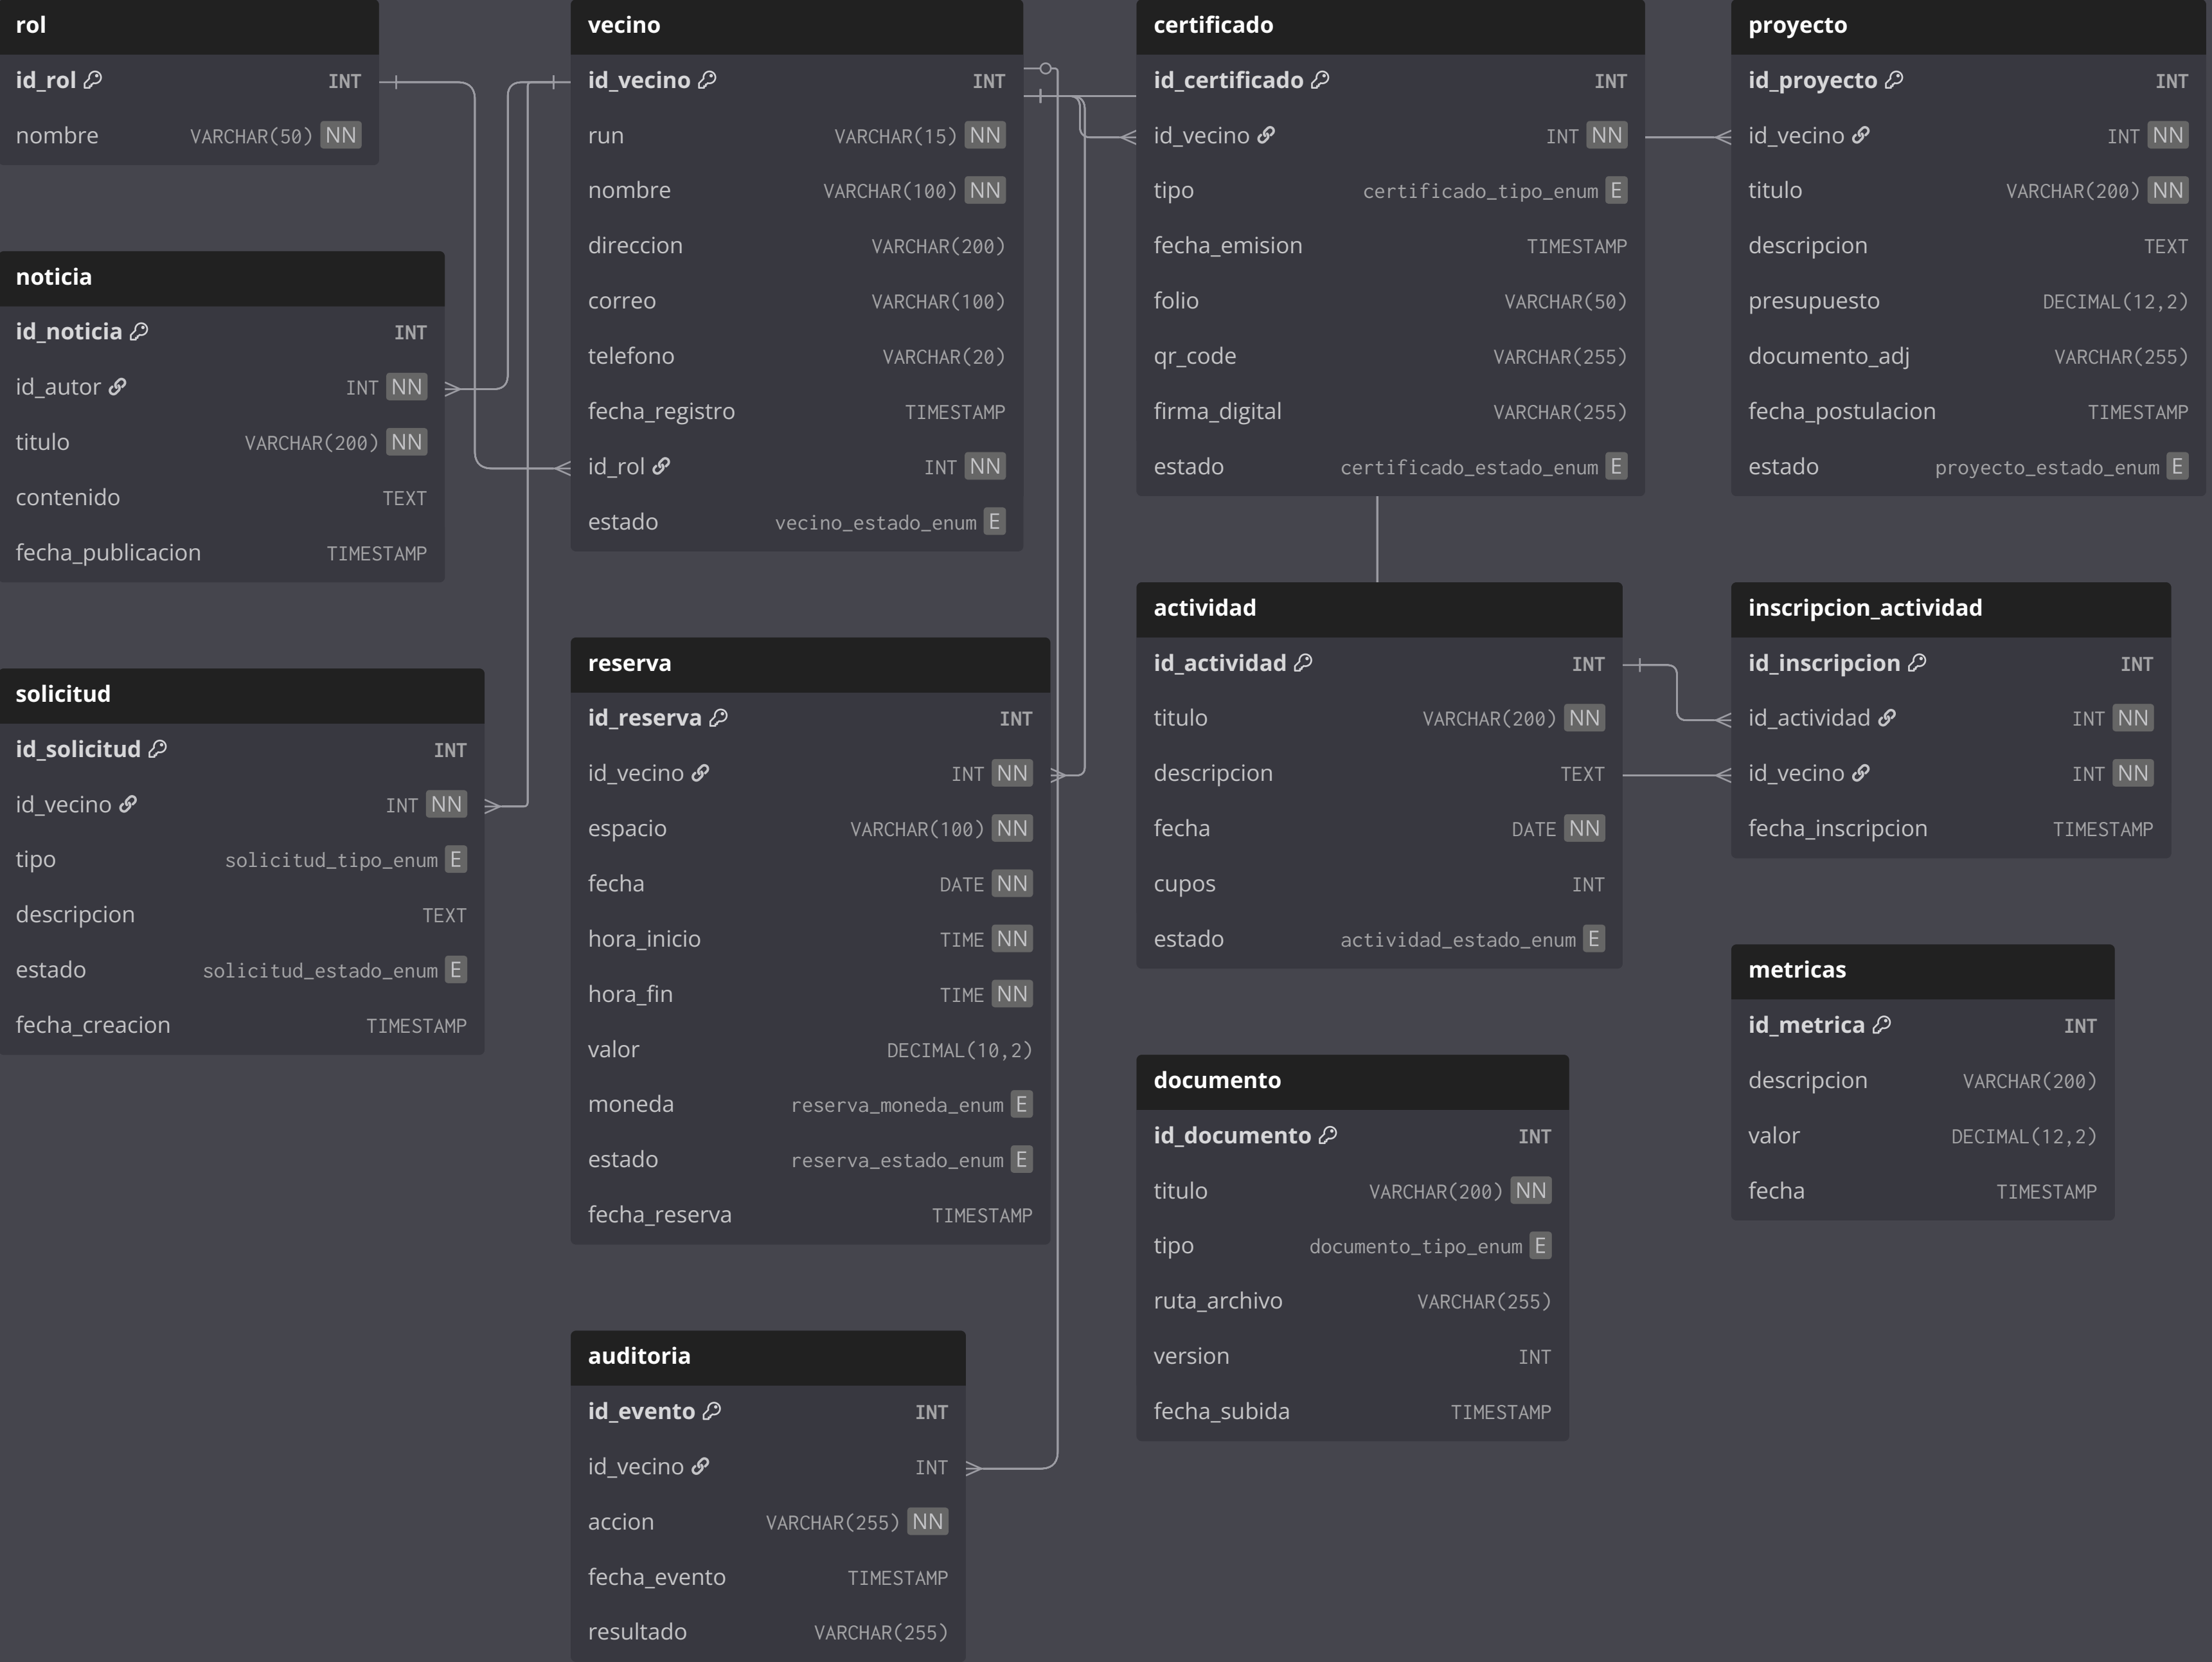 rol
id_rol INT
nombre VARCHAR(50) NN
noticia
id_noticia INT
id_autor INT NN
titulo VARCHAR(200) NN
contenido TEXT
fecha_publicacion TIMESTAMP
solicitud
id_solicitud INT
id_vecino INT NN
tipo solicitud_tipo_enum E
descripcion TEXT
estado solicitud_estado_enum E
fecha_creacion TIMESTAMP
vecino
id_vecino INT
run VARCHAR(15) NN
nombre VARCHAR(100) NN
direccion VARCHAR(200)
correo VARCHAR(100)
telefono VARCHAR(20)
fecha_registro TIMESTAMP
id_rol INT NN
estado vecino_estado_enum E
reserva
id_reserva INT
id_vecino INT NN
espacio VARCHAR(100) NN
fecha DATE NN
hora_inicio TIME NN
hora_fin TIME NN
valor DECIMAL(10,2)
moneda reserva_moneda_enum E
estado reserva_estado_enum E
fecha_reserva TIMESTAMP
auditoria
id_evento INT
id_vecino INT
accion VARCHAR(255) NN
fecha_evento TIMESTAMP
resultado VARCHAR(255)
certificado
id_certificado INT
id_vecino INT NN
tipo certificado_tipo_enum E
fecha_emision TIMESTAMP
folio VARCHAR(50)
qr_code VARCHAR(255)
firma_digital VARCHAR(255)
estado certificado_estado_enum E
actividad
id_actividad INT
titulo VARCHAR(200) NN
descripcion TEXT
fecha DATE NN
cupos INT
estado actividad_estado_enum E
documento
id_documento INT
titulo VARCHAR(200) NN
tipo documento_tipo_enum E
ruta_archivo VARCHAR(255)
version INT
fecha_subida TIMESTAMP
proyecto
id_proyecto INT
id_vecino INT NN
titulo VARCHAR(200) NN
descripcion TEXT
presupuesto DECIMAL(12,2)
documento_adj VARCHAR(255)
fecha_postulacion TIMESTAMP
estado proyecto_estado_enum E
inscripcion_actividad
id_inscripcion INT
id_actividad INT NN
id_vecino INT NN
fecha_inscripcion TIMESTAMP
metricas
id_metrica INT
descripcion VARCHAR(200)
valor DECIMAL(12,2)
fecha TIMESTAMP